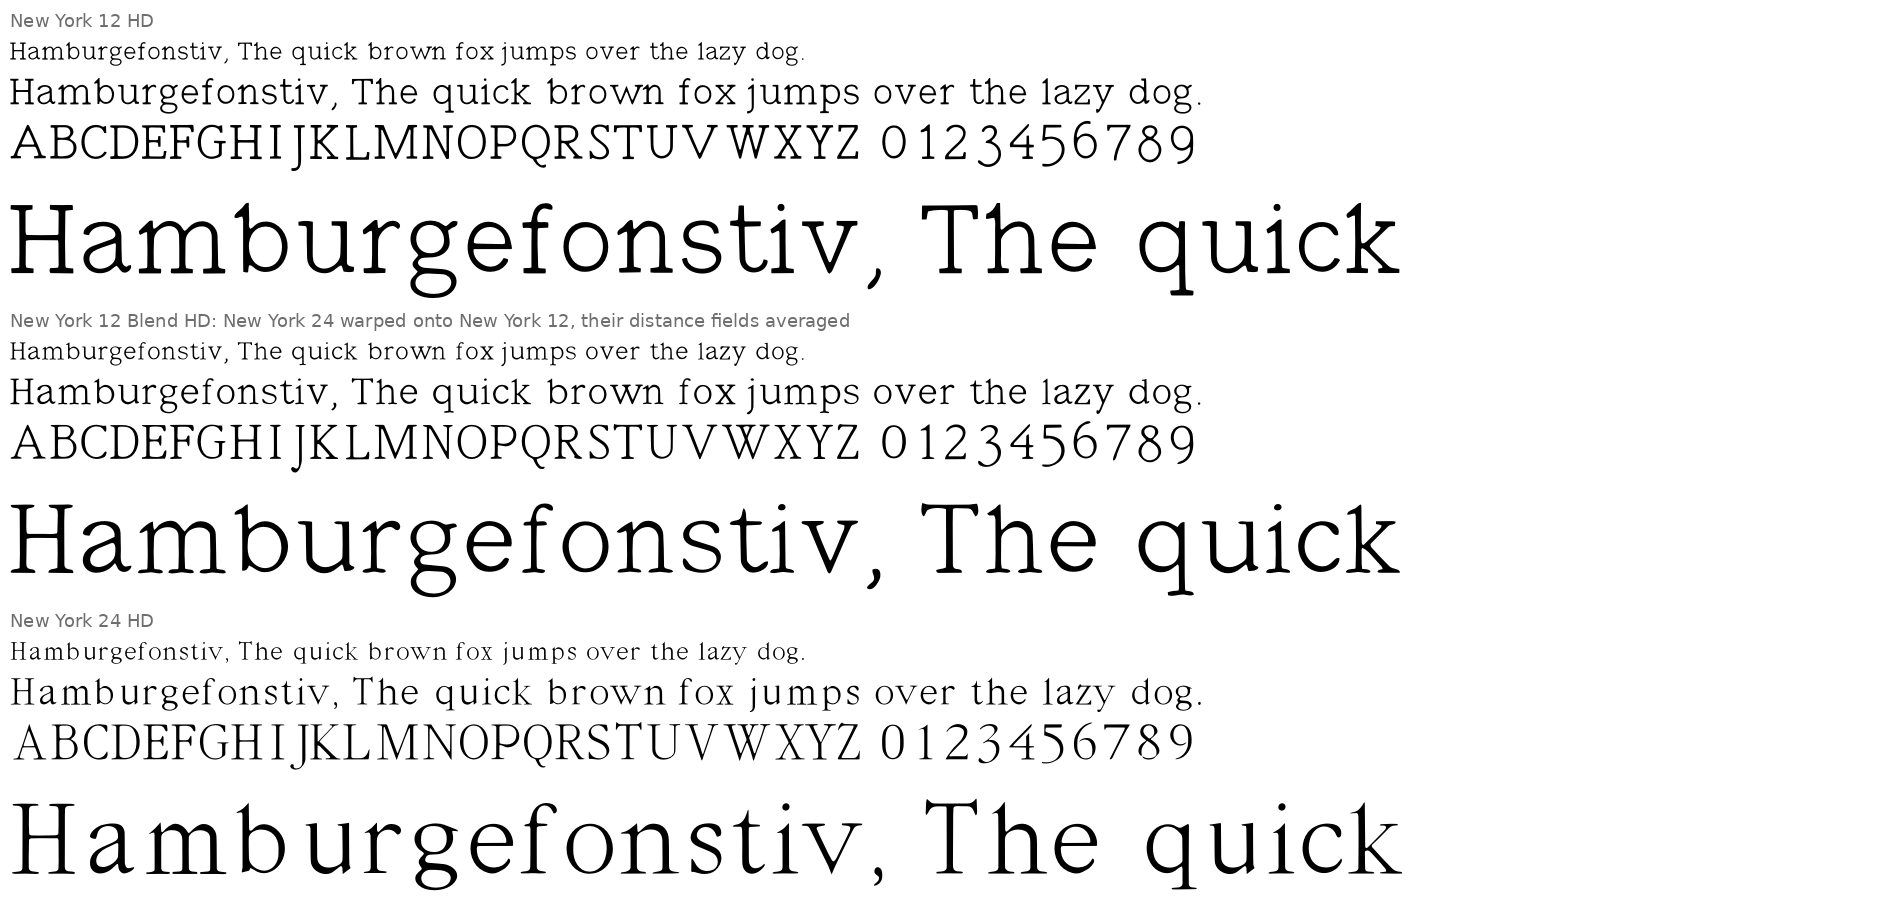 New York 12 HD
Hamburgefonstiv, The quick brown fox jumps over the lazy dog.
Hamburgefonstiv, The quick brown fox jumps over the lazy dog.
ABCDEFGHIJKLMNOPQRSTUVWXYZ 0123456789
Hamburgefonstiv, The quick
New York 12 Blend HD: New York 24 warped onto New York 12, their distance fields averaged
Hamburgefonstiv, The quick brown fox jumps over the lazy dog.
Hamburgefonstiv, The quick brown fox jumps over the lazy dog.
ABCDEFGHIJKLMNOPQRSTUVWXYZ 0123456789
Hamburgefonstiv, The quick
New York 24 HD
Hamburgefonstiv, The quick brown fox jumps over the lazy dog.
Hamburgefonstiv, The quick brown fox jumps over the lazy dog.
ABCDEFGHIJKLMNOPQRSTUVWXYZ 0123456789
Hamburgefonstiv, The quick